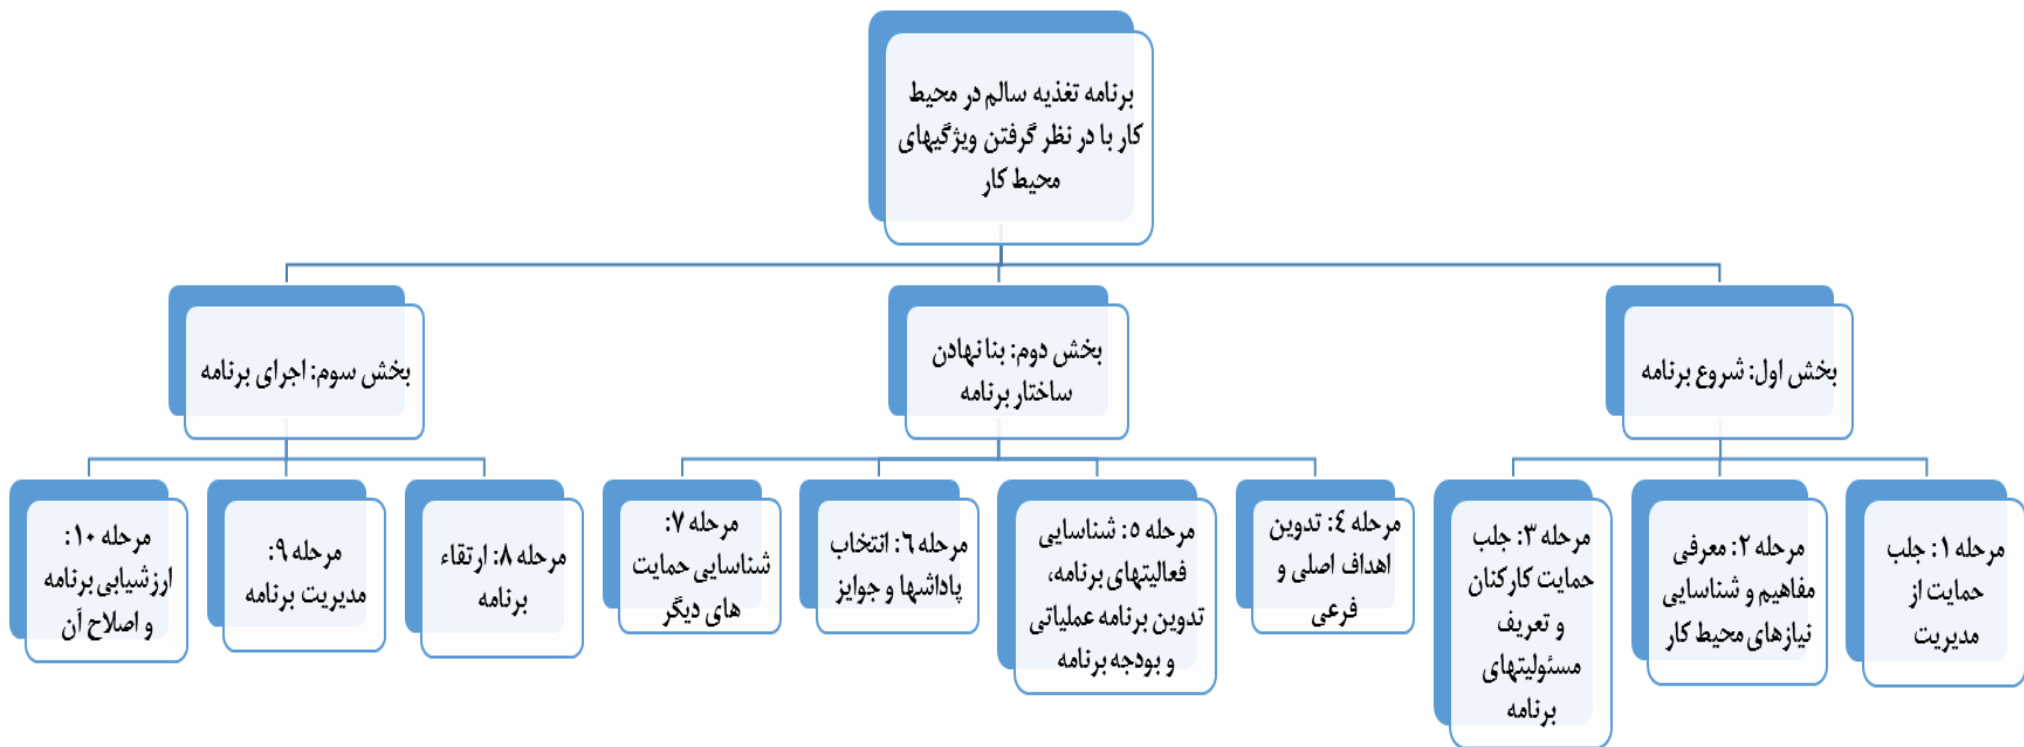 برنامه تغذیه سالم در محیط
کار با در نظر گرفتن ویژگیهای
محیط کار
بخش اول: شروع برنامه
بخش دوم: بنا نهادن
ساختار برنامه
بخش سوم: اجرای برنامه
مرحله ۱: جلب
حمایت از
مدیریت
مرحله ۲: معرفی
مفاهیم و شناسایی
نیازهای محیط کار
مرحله ۳: جلب
حمایت کارکنان
و تعریف
مسئولیتهای
برنامه
مرحله ٤: تدوین
اهداف اصلی و
فرعی
مرحله ٥: شناسایی
فعالیتهای برنامه،
تدوین برنامه عملیاتی
و بودجه برنامه
مرحله ٦: انتخاب
پاداشها و جوایز
مرحله ۷:
شناسایی حمایت
های دیگر
مرحله ۸: ارتقاء
برنامه
مرحله ۹:
مدیریت برنامه
مرحله ۱۰:
ارزشیابی برنامه
و اصلاح آن